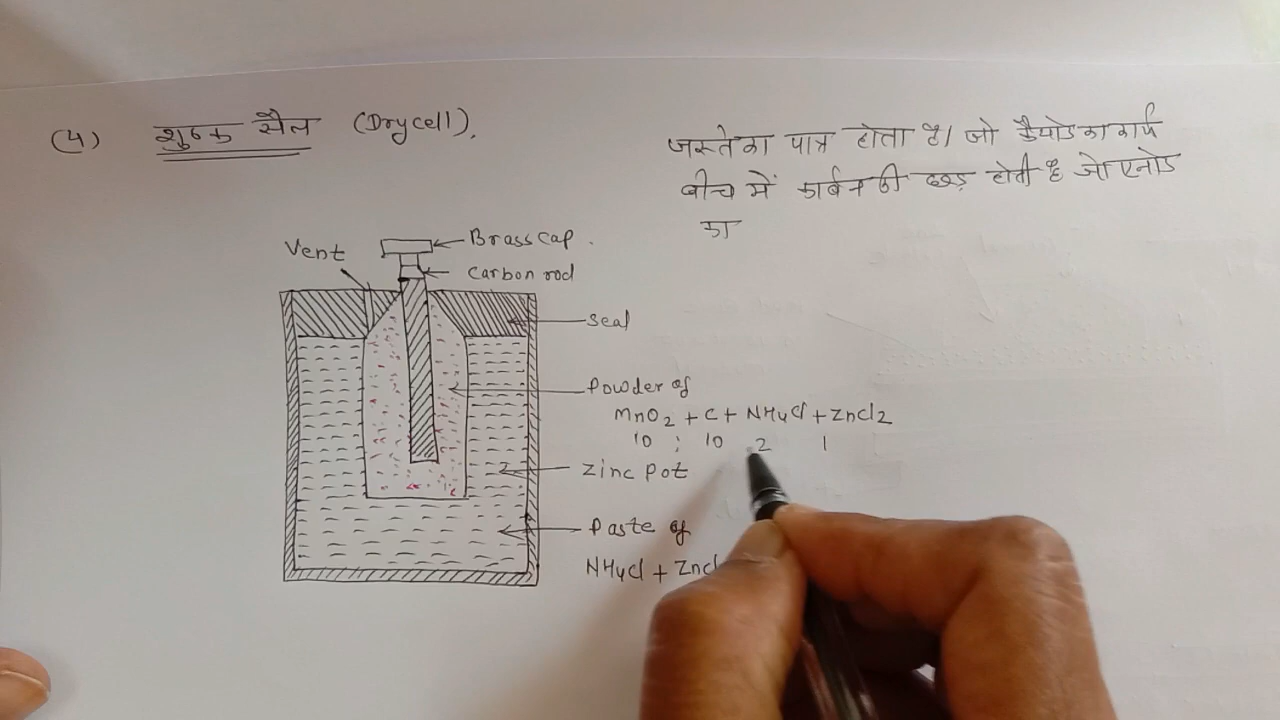 (4) शुष्क सैल (Drycell).
जस्ते का पात्र होता है। जो कैथोड का कार्य
बीच में कार्बन की छड़ होती है जो एनोड
का
Vent
Brass cap.
Carbon rod
Seal
Powder of
MnO2 + C + NH4Cl + ZnCl2
10 : 10 2 1
Zinc pot
Paste of
NH4Cl + ZnCl